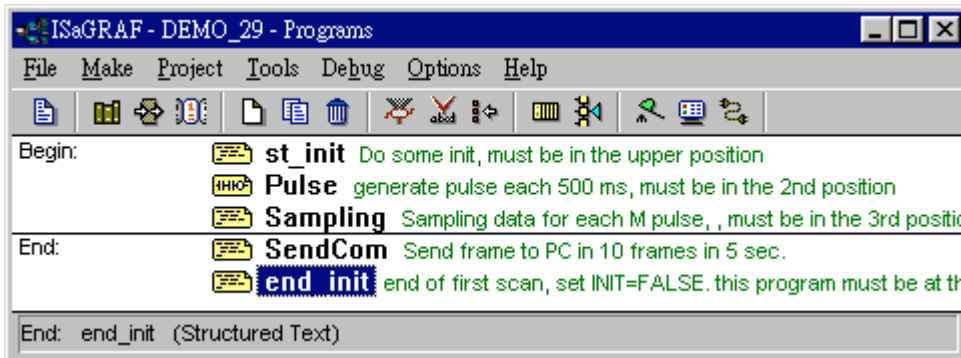 ISaGRAF - DEMO_29 - Programs
File Make Project Tools Debug Options Help
Begin: st_init Do some init, must be in the upper position
Pulse generate pulse each 500 ms, must be in the 2nd position
Sampling Sampling data for each M pulse, , must be in the 3rd positio
End: SendCom Send frame to PC in 10 frames in 5 sec.
end_init end of first scan, set INIT=FALSE. this program must be at th
End: end_init (Structured Text)